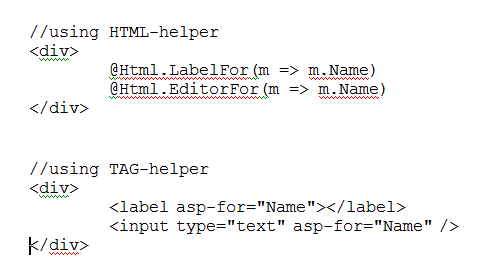 //using HTML-helper
<div>
        @Html.LabelFor(m => m.Name)
        @Html.EditorFor(m => m.Name)
</div>
//using TAG-helper
<div>
        <label asp-for="Name"></label>
        <input type="text" asp-for="Name" />
</div>